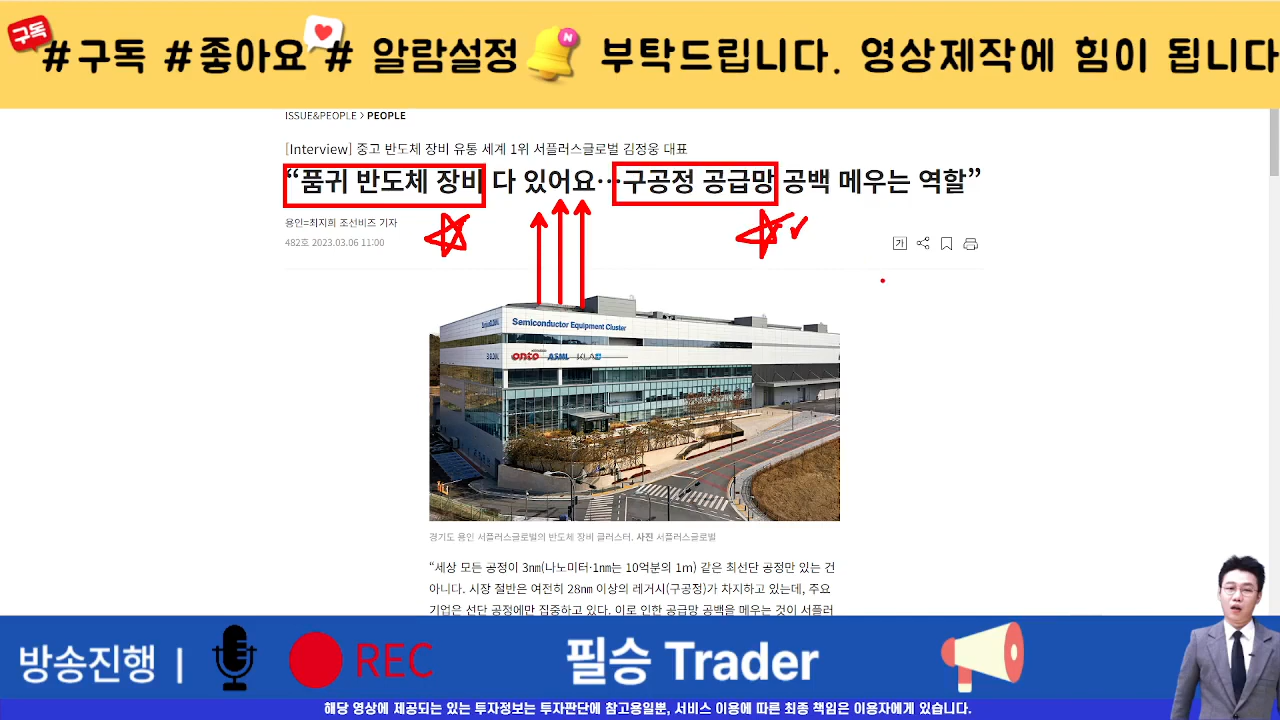 구독
#구독 #좋아요 # 알람설정 N 부탁드립니다. 영상제작에 힘이 됩니다
ISSUE&PEOPLE > PEOPLE
[Interview] 중고 반도체 장비 유통 세계 1위 서플러스글로벌 김정웅 대표
“품귀 반도체 장비 다 있어요…구공정 공급망 공백 메우는 역할”
용인=최지희 조선비즈 기자
482호 2023.03.06 11:00
가
Semiconductor Equipment Cluster
onto ASML KLA
경기도 용인 서플러스글로벌의 반도체 장비 클러스터. 사진 서플러스글로벌
“세상 모든 공정이 3㎚(나노미터·1㎚는 10억분의 1m) 같은 최선단 공정만 있는 건
아니다. 시장 절반은 여전히 28㎚ 이상의 레거시(구공정)가 차지하고 있는데, 주요
기업은 선단 공정에만 집중하고 있다. 이로 인한 공급망 공백을 메우는 것이 서플러
방송진행 | REC 필승 Trader
해당 영상에 제공되는 있는 투자정보는 투자판단에 참고용일뿐, 서비스 이용에 따른 최종 책임은 이용자에게 있습니다.